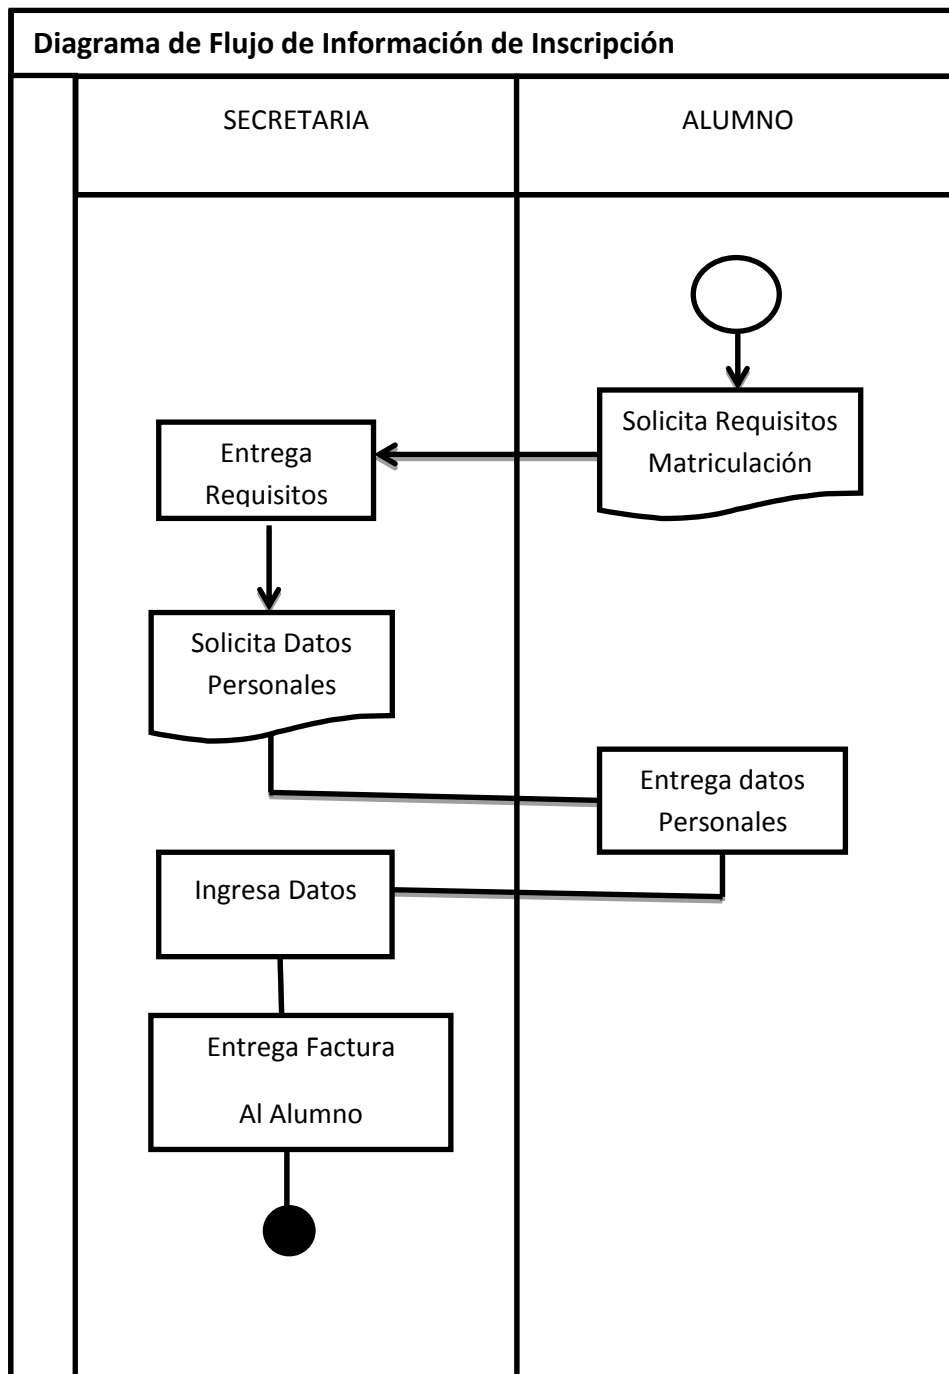 Diagrama de Flujo de Información de Inscripción
SECRETARIA
ALUMNO
Solicita Requisitos
Matriculación
Entrega
Requisitos
Solicita Datos
Personales
Entrega datos
Personales
Ingresa Datos
Entrega Factura
Al Alumno